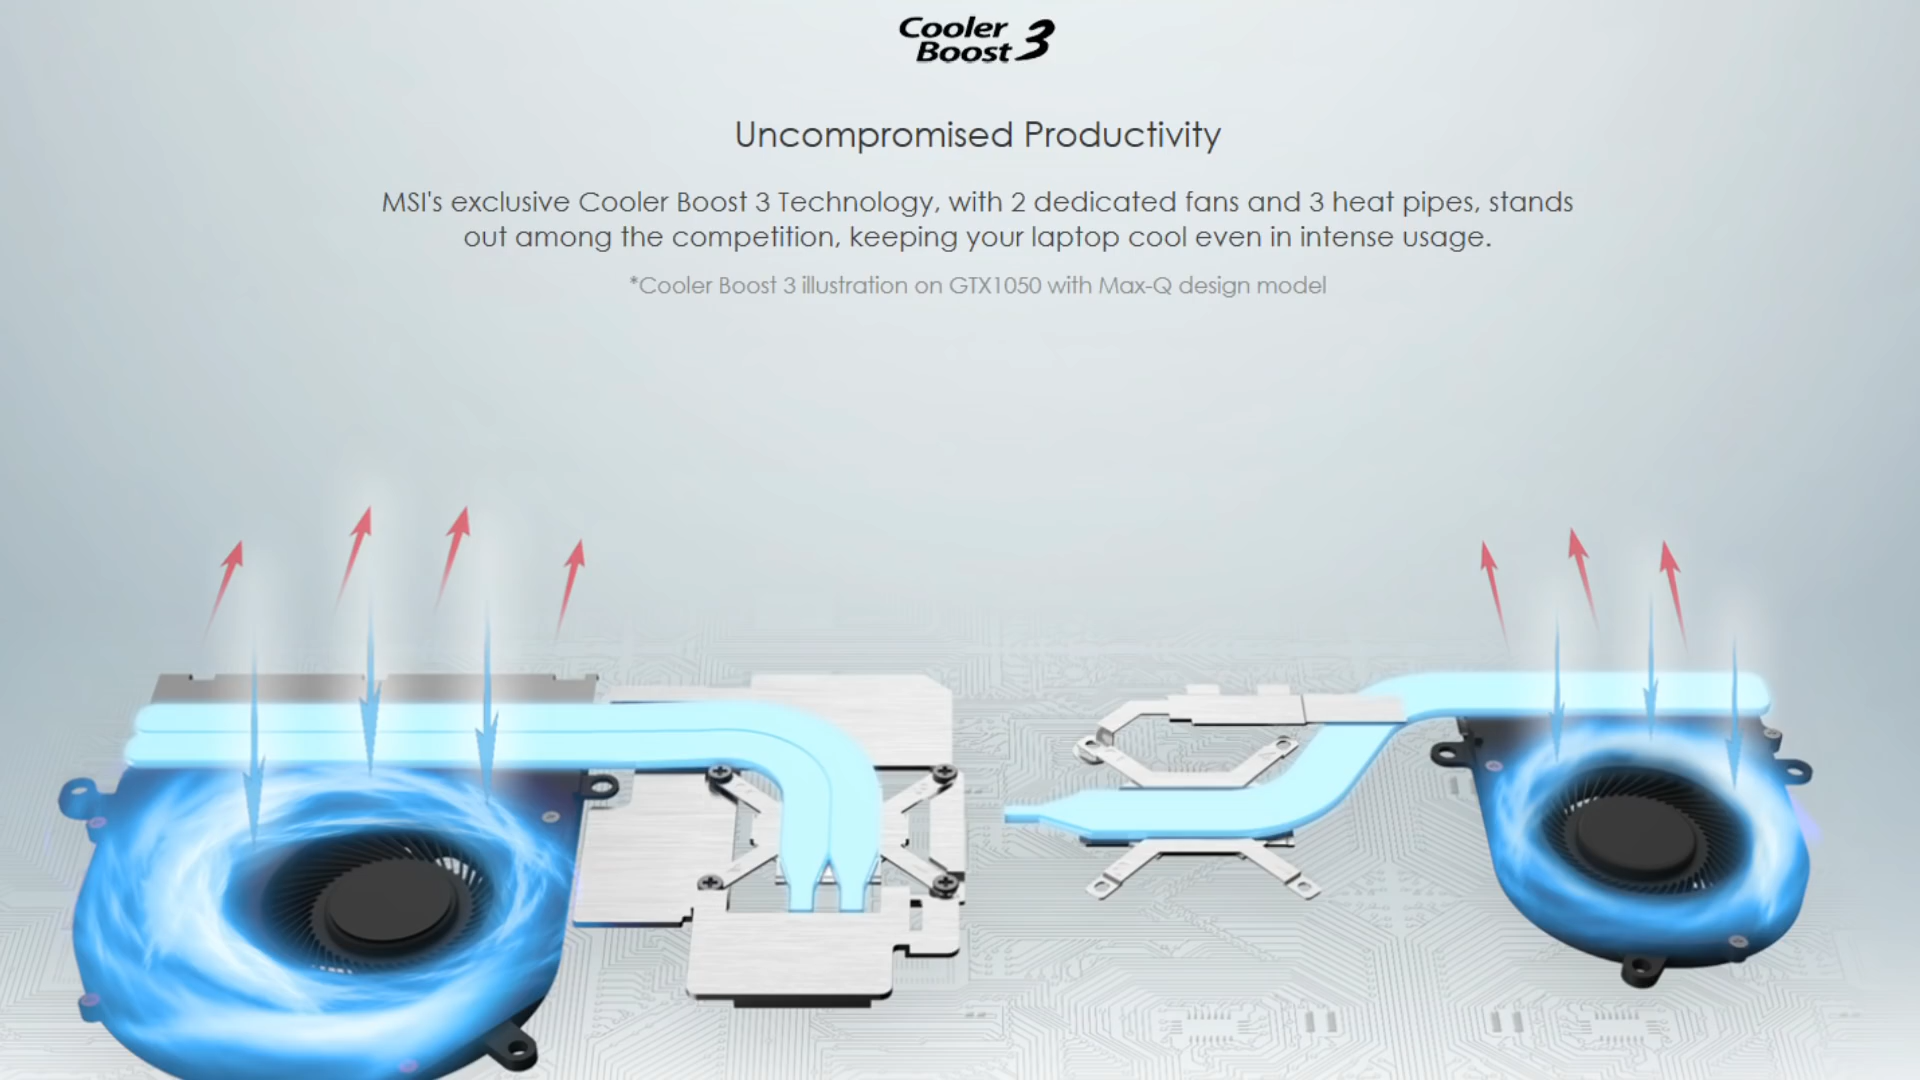 Cooler
Boost 3
Uncompromised Productivity
MSI's exclusive Cooler Boost 3 Technology, with 2 dedicated fans and 3 heat pipes, stands
out among the competition, keeping your laptop cool even in intense usage.
*Cooler Boost 3 illustration on GTX1050 with Max-Q design model